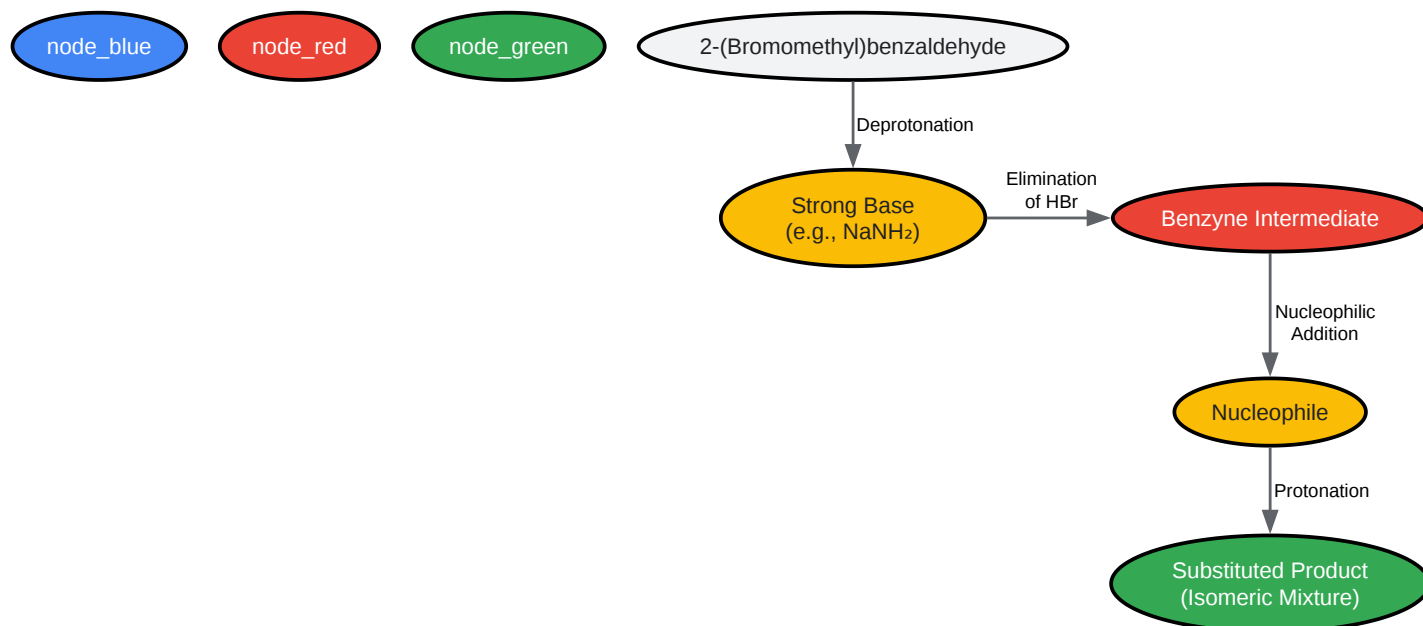 node_blue
node_red
node_green
2-(Bromomethyl)benzaldehyde
Deprotonation
Strong Base
(e.g., NaNH₂)
Elimination
of HBr
Benzyne Intermediate
Nucleophilic
Addition
Nucleophile
Protonation
Substituted Product
(Isomeric Mixture)